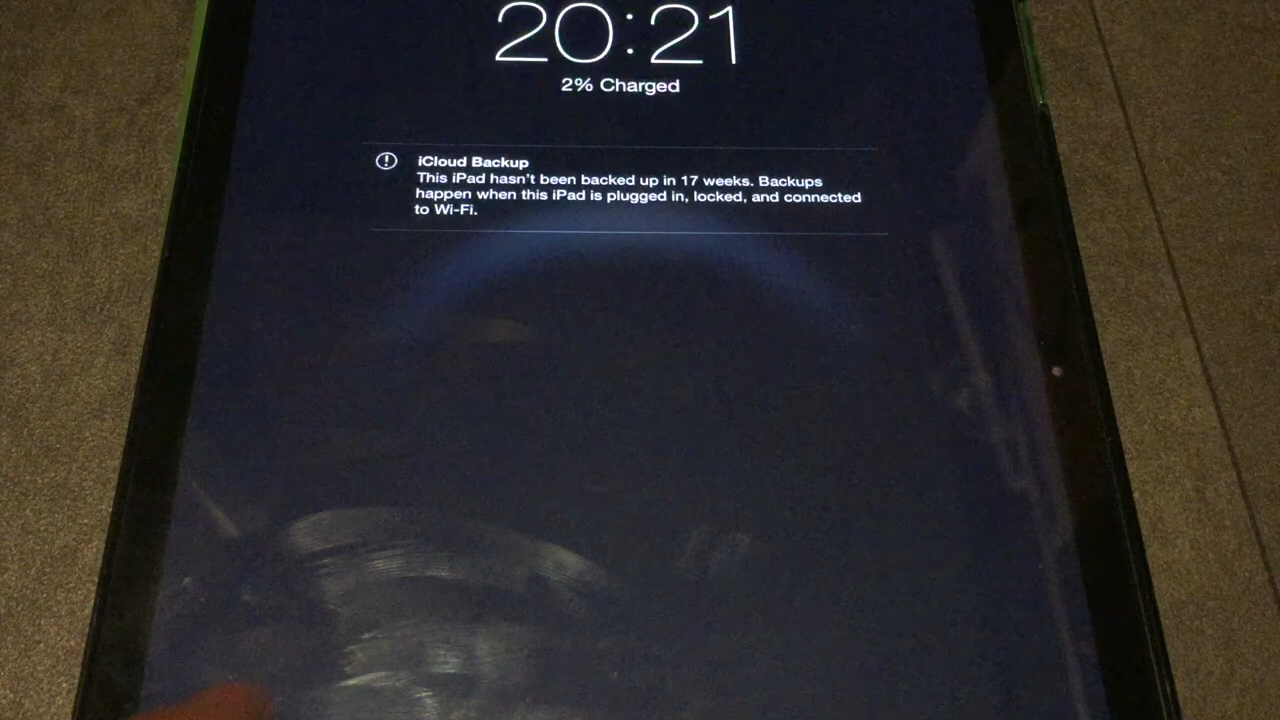 20:21
2% Charged
iCloud Backup
This iPad hasn't been backed up in 17 weeks. Backups
happen when this iPad is plugged in, locked, and connected
to Wi-Fi.